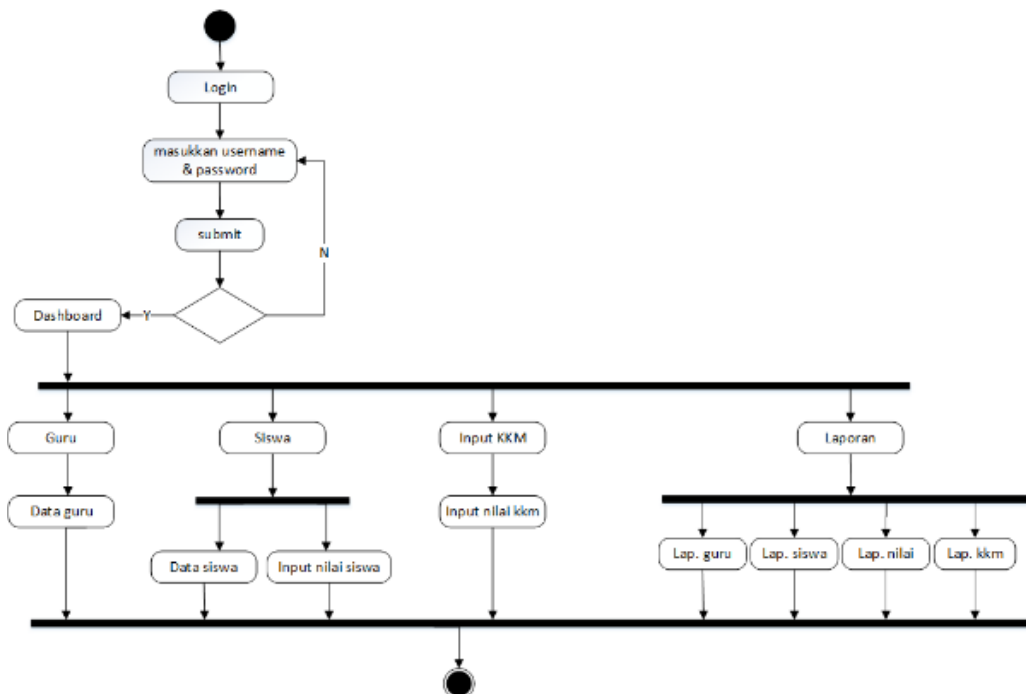 Login
masukkan username
& password
submit
N
Dashboard
Y
Guru
Siswa
Input KKM
Laporan
Data guru
Input nilai kkm
Data siswa
Input nilai siswa
Lap. guru
Lap. siswa
Lap. nilai
Lap. kkm